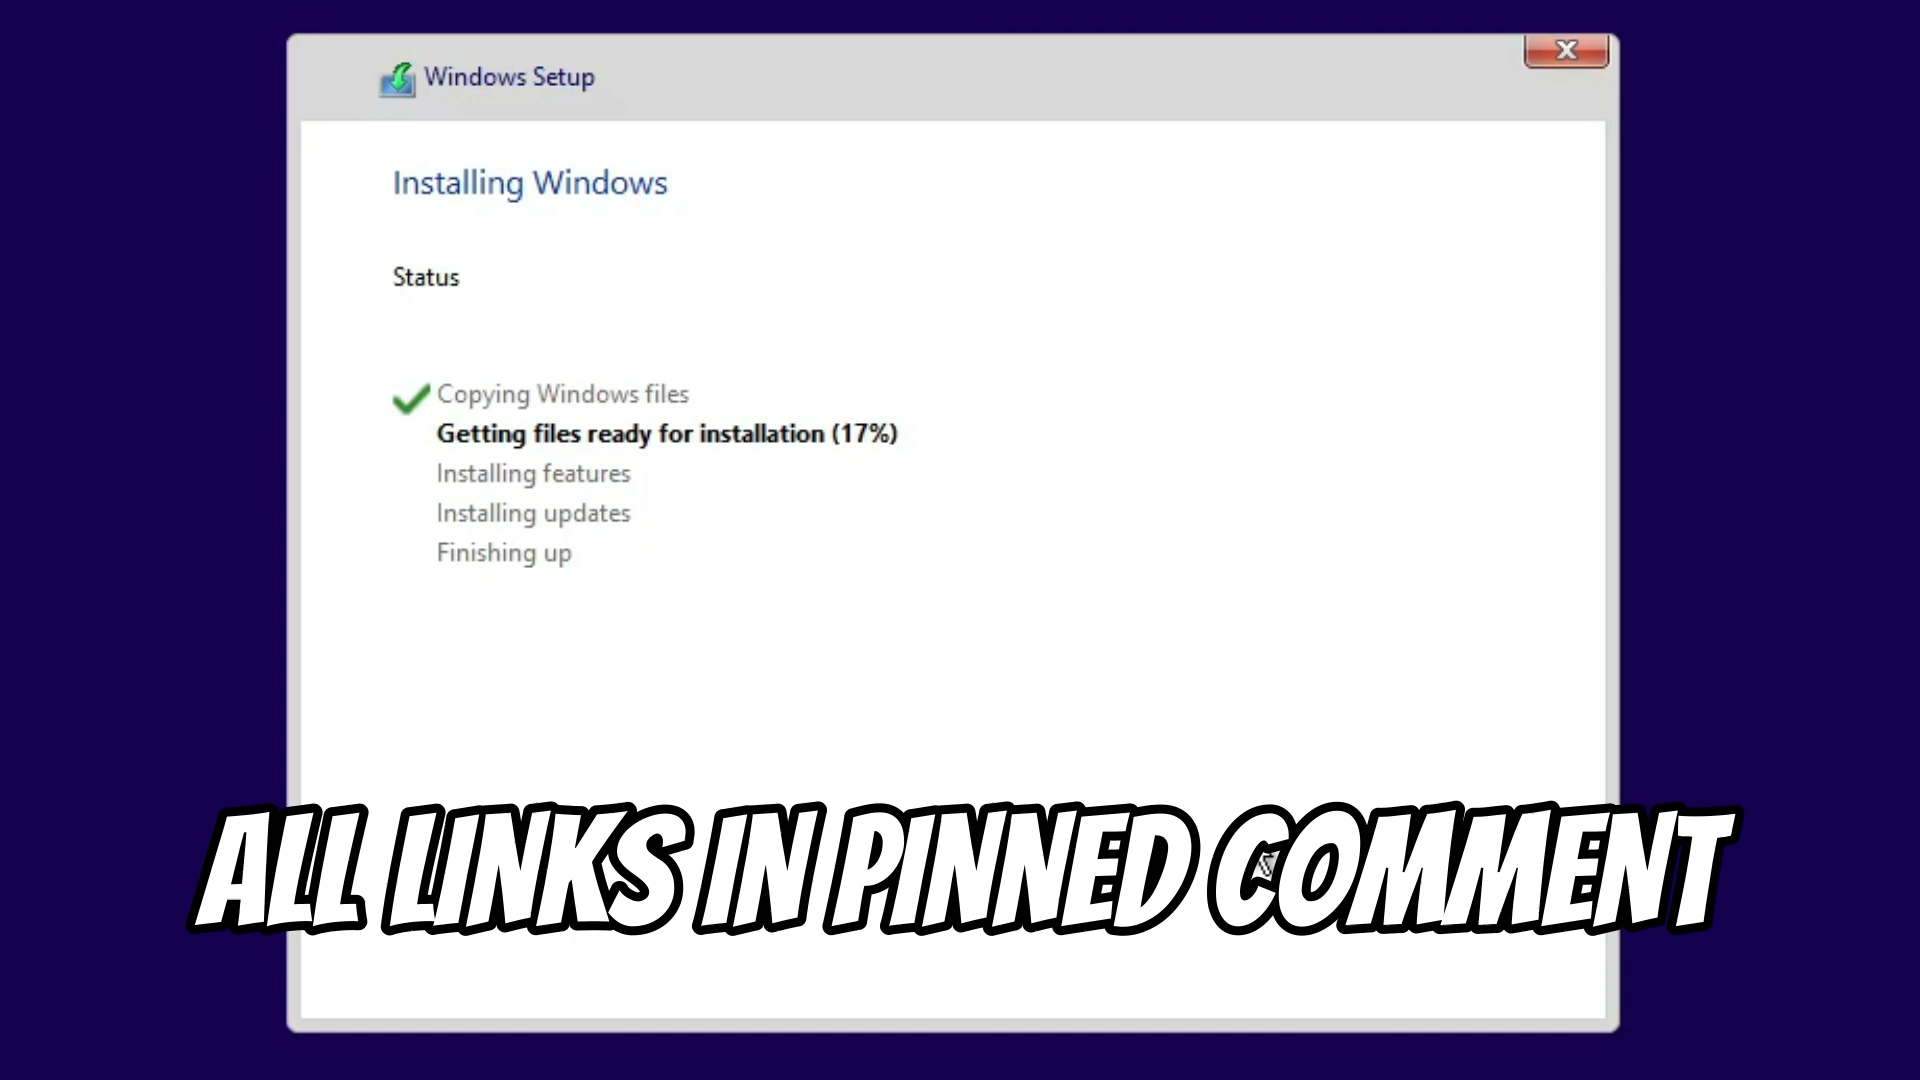 Windows Setup
Installing Windows
Status
Copying Windows files
Getting files ready for installation (17%)
Installing features
Installing updates
Finishing up
ALL LINKS IN PINNED COMMENT